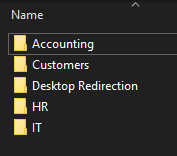 Name
Accounting
Customers
Desktop Redirection
HR
IT